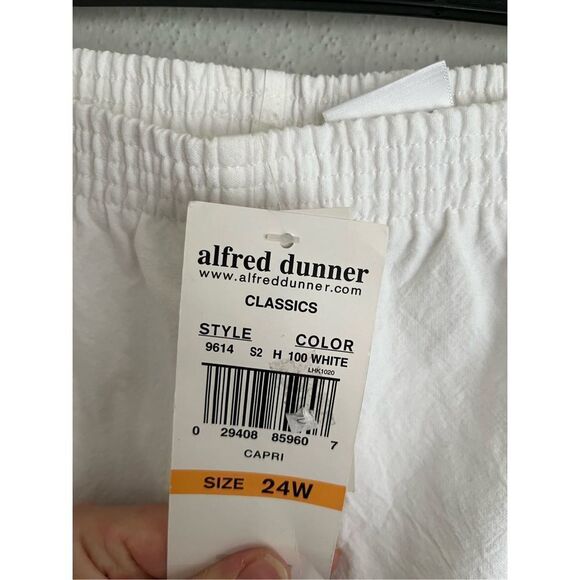 alfred dunner
www.alfreddunner.com
CLASSICS
STYLE COLOR
9614 S2 H 100 WHITE
LHK1020
0 29408 85960 7
CAPRI
SIZE 24W